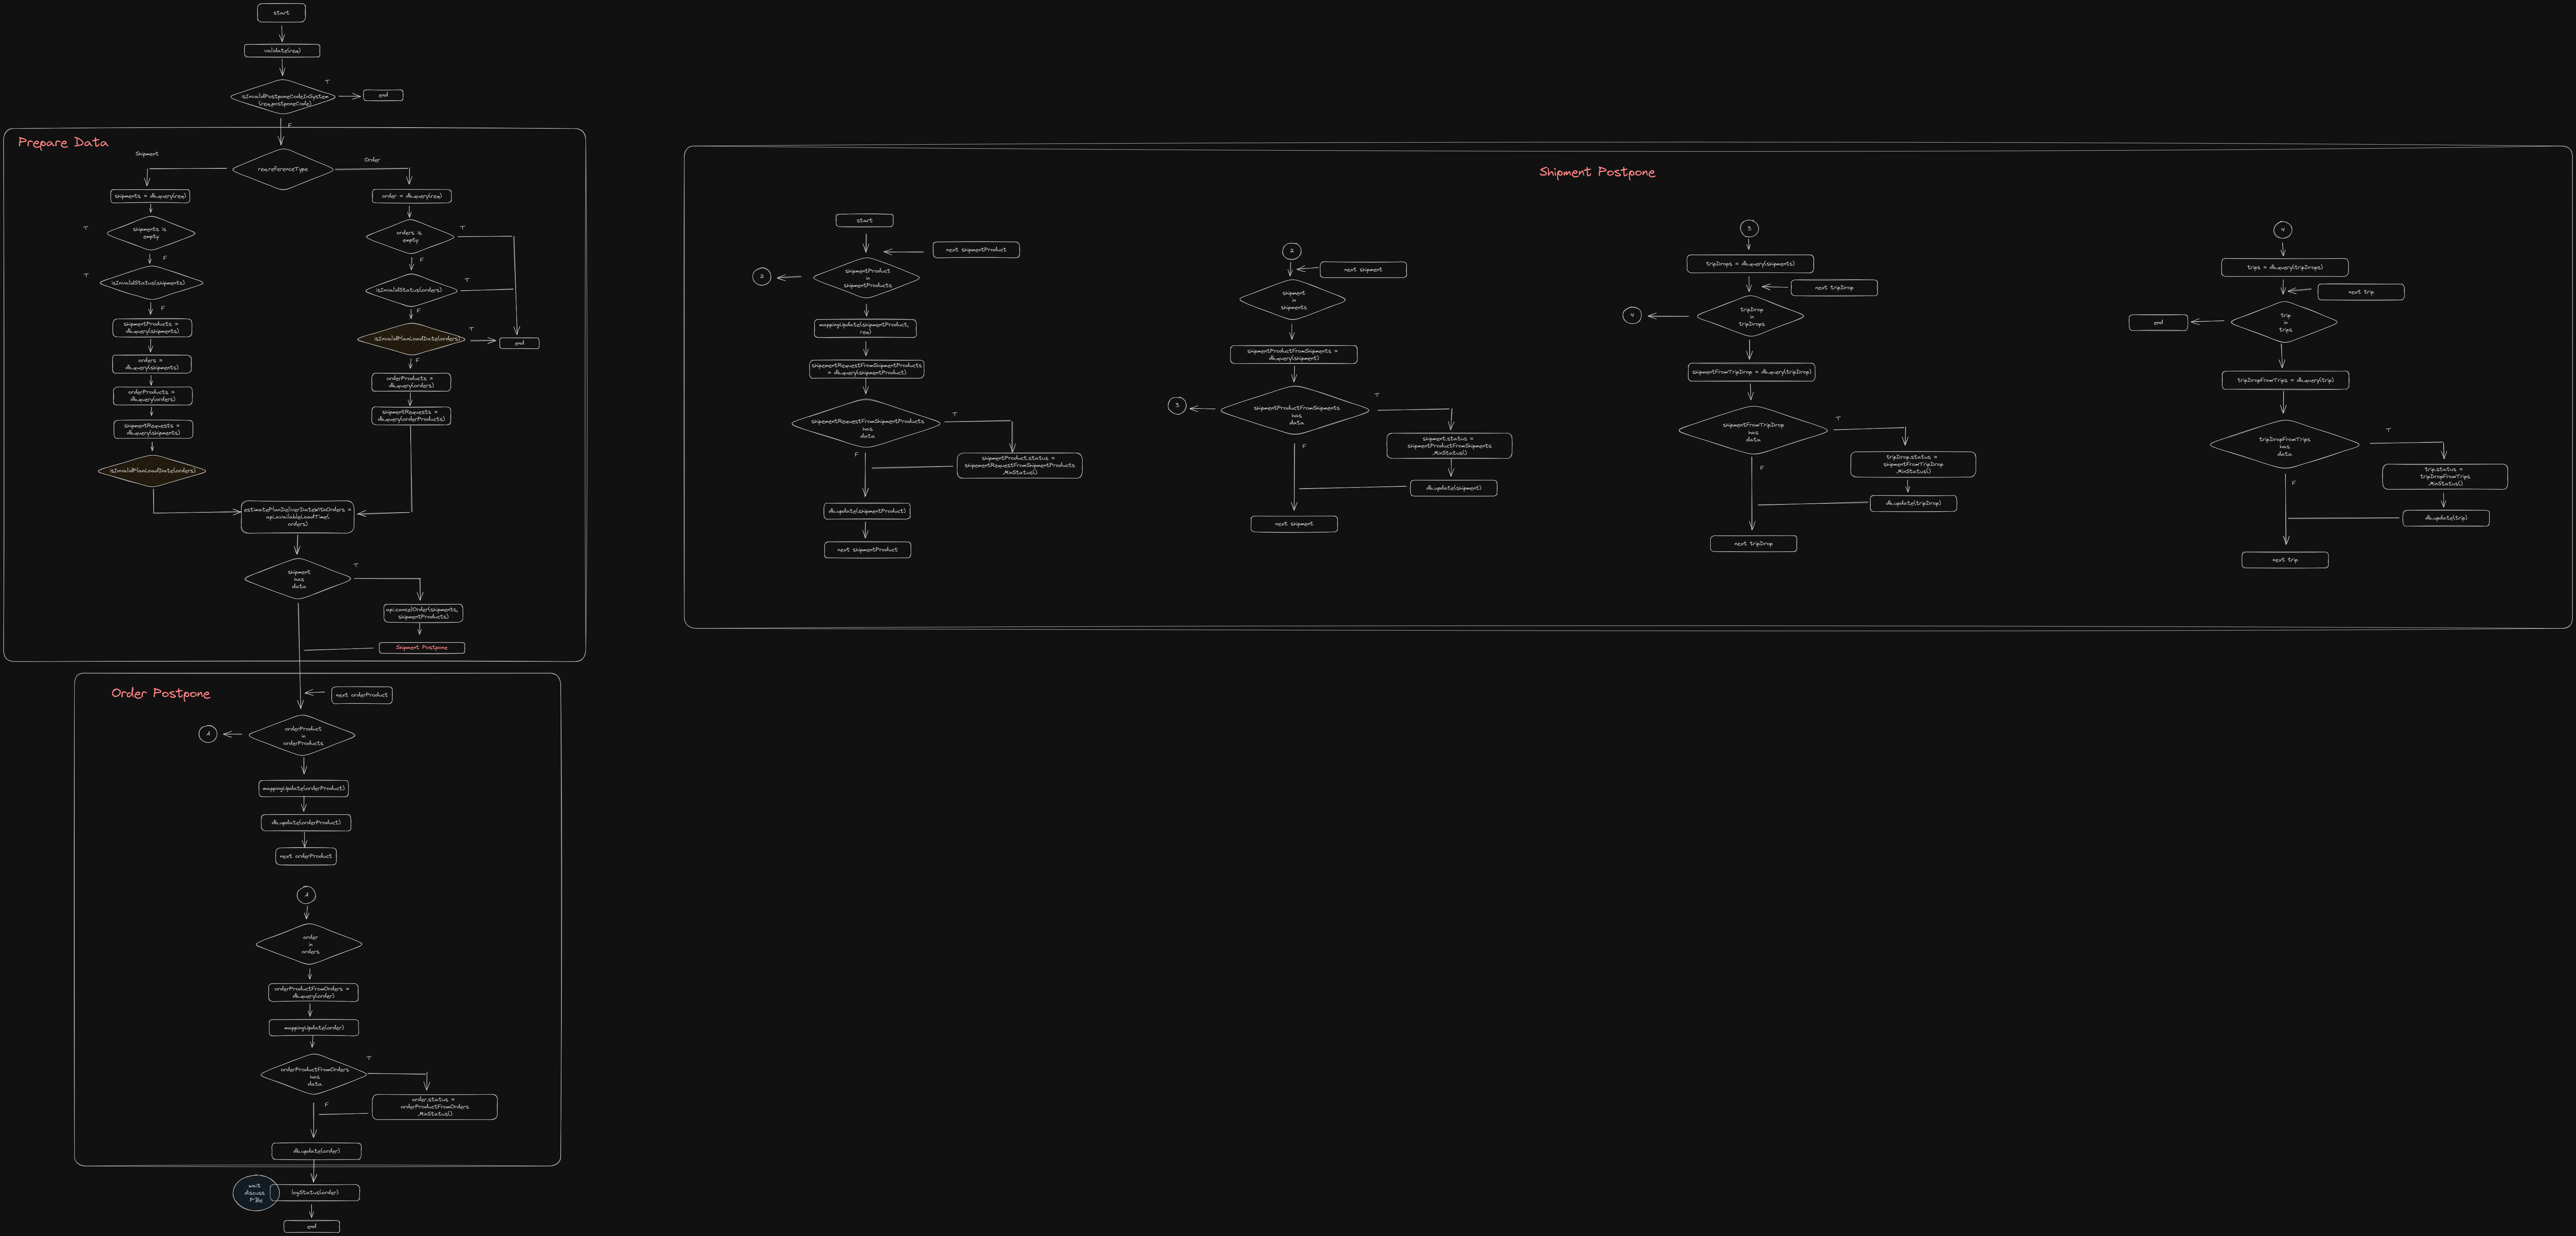 start
validate(req)
T
isInvalidPostponeCodeInSystem
(req.postponeCode)
end
F
Prepare Data
Shipment
req.referenceType
Order
shipments = db.query(req)
T
shipments is
empty
F
T
isInvalidStatus(shipments)
F
shipmentProducts =
db.query(shipments)
orders =
db.query(shipments)
orderProducts =
db.query(orders)
shipmentRequests =
db.query(shipments)
isInvalidPlanLoadDate(orders)
order = db.query(req)
orders is
empty
T
F
isInvalidStatus(orders)
T
F
isInvalidPlanLoadDate(orders)
T
end
F
orderProducts =
db.query(orders)
shipmentRequests =
db.query(orderProducts)
estimatePlanDeliverDateWithOrders =
api.availableLoadTime(
orders)
shipment
has
data
T
api.cancelOrder(shipments,
shipmentProducts)
Shipment Postpone
Order Postpone
next orderProduct
1
orderProduct
in
orderProducts
mappingUpdate(orderProduct)
db.update(orderProduct)
next orderProduct
1
order
in
orders
orderProductFromOrders =
db.query(order)
mappingUpdate(order)
orderProductFromOrders
has
data
T
F
order.status =
orderProductFromOrders
.MinStatus()
db.update(order)
wait
discuss
P'Ble
logStatus(order)
end
Shipment Postpone
start
next shipmentProduct
2
shipmentProduct
in
shipmentProducts
mappingUpdate(shipmentProduct,
req)
shipementRequestFromShipmentProducts
= db.query(shipmentProduct)
shipementRequestFromShipmentProducts
has
data
T
F
shipmentProduct.status =
shipementRequestFromShipmentProducts
.MinStatus()
db.update(shipmentProduct)
next shipmentProduct
2
next shipment
shipment
in
shipments
shipmentProductFromShipments =
db.query(shipment)
3
shipmentProductFromShipments
has
data
T
F
shipment.status =
shipmentProductFromShipments
.MinStatus()
db.update(shipment)
next shipment
3
tripDrops = db.query(shipments)
next tripDrop
4
tripDrop
in
tripDrops
shipmentFromTripDrop = db.query(tripDrop)
shipmentFromTripDrop
has
data
T
F
tripDrop.status =
shipmentFromTripDrop
.MinStatus()
db.update(tripDrop)
next tripDrop
4
trips = db.query(tripDrops)
next trip
end
trip
in
trips
tripDropFromTrips = db.query(trip)
tripDropFromTrips
has
data
T
F
trip.status =
tripDropFromTrips
.MinStatus()
db.update(trip)
next trip